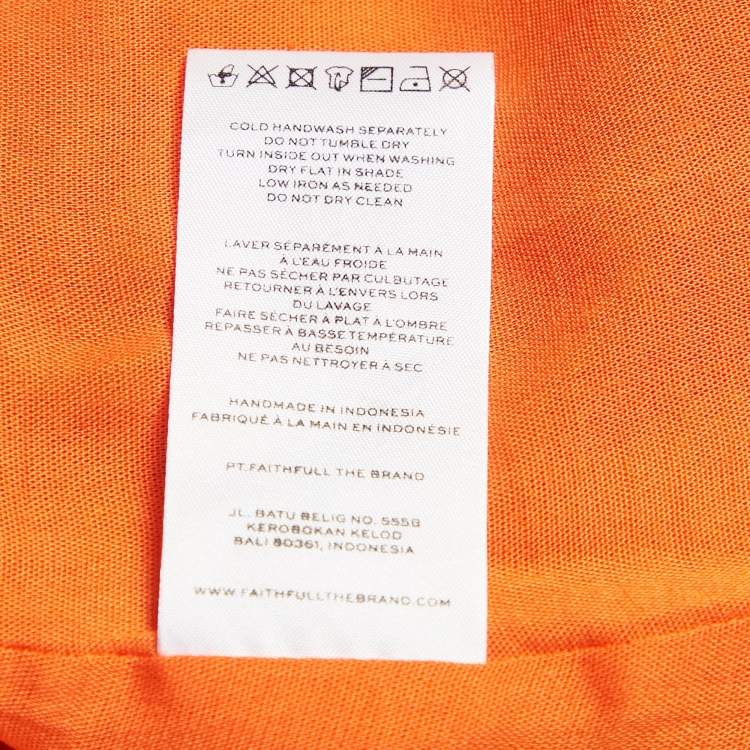 COLD HANDWASH SEPARATELY
DO NOT TUMBLE DRY
TURN INSIDE OUT WHEN WASHING
DRY FLAT IN SHADE
LOW IRON AS NEEDED
DO NOT DRY CLEAN
LAVER SÉPARÉMENT À LA MAIN
À L'EAU FROIDE
NE PAS SÉCHER PAR CULBUTAGE
RETOURNER À L'ENVERS LORS
DU LAVAGE
FAIRE SÉCHER À PLAT À L'OMBRE
REPASSER À BASSE TEMPÉRATURE
AU BESOIN
NE PAS NETTROYER À SEC
HANDMADE IN INDONESIA
FABRIQUÉ À LA MAIN EN INDONÉSIE
PT.FAITHFULL THE BRAND
JL. BATU BELIG NO. 555B
KEROBOKAN KELOD
BALI 80361, INDONESIA
WWW.FAITHFULLTHEBRAND.COM